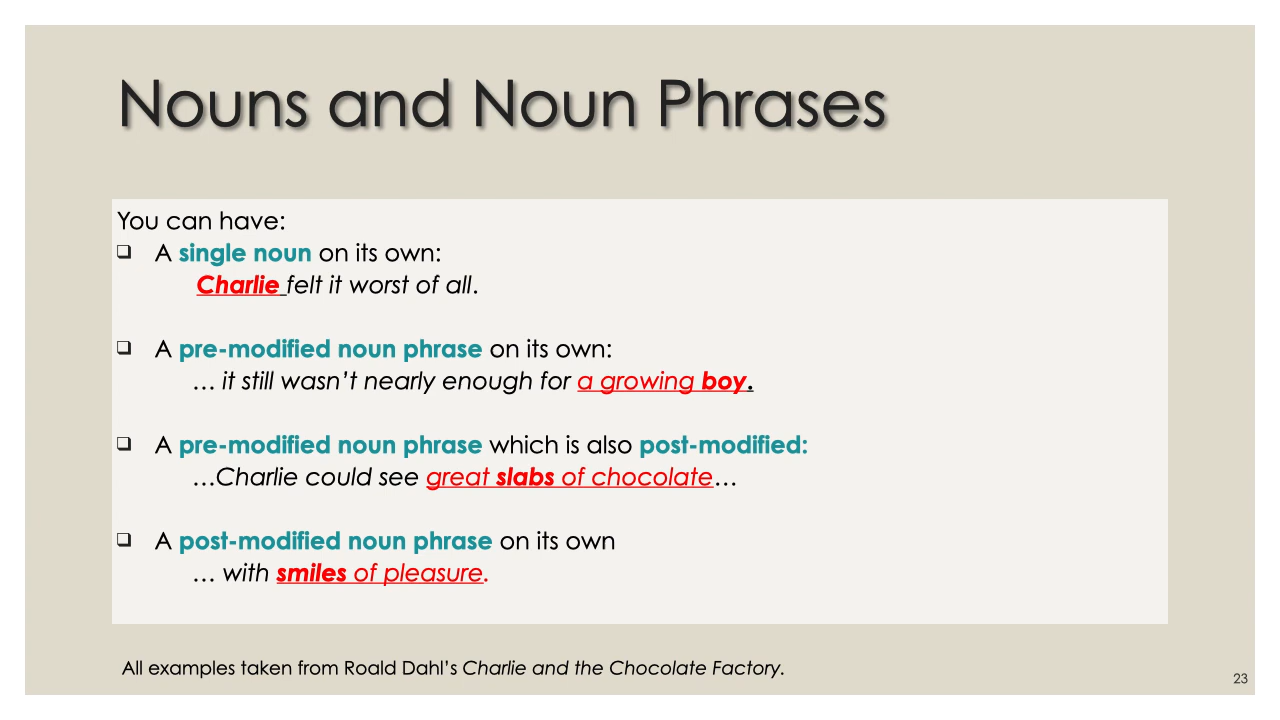 Nouns and Noun Phrases
You can have:
❑ A single noun on its own:
Charlie felt it worst of all.
❑ A pre-modified noun phrase on its own:
… it still wasn’t nearly enough for a growing boy.
❑ A pre-modified noun phrase which is also post-modified:
…Charlie could see great slabs of chocolate…
❑ A post-modified noun phrase on its own
… with smiles of pleasure.
All examples taken from Roald Dahl’s Charlie and the Chocolate Factory.
23